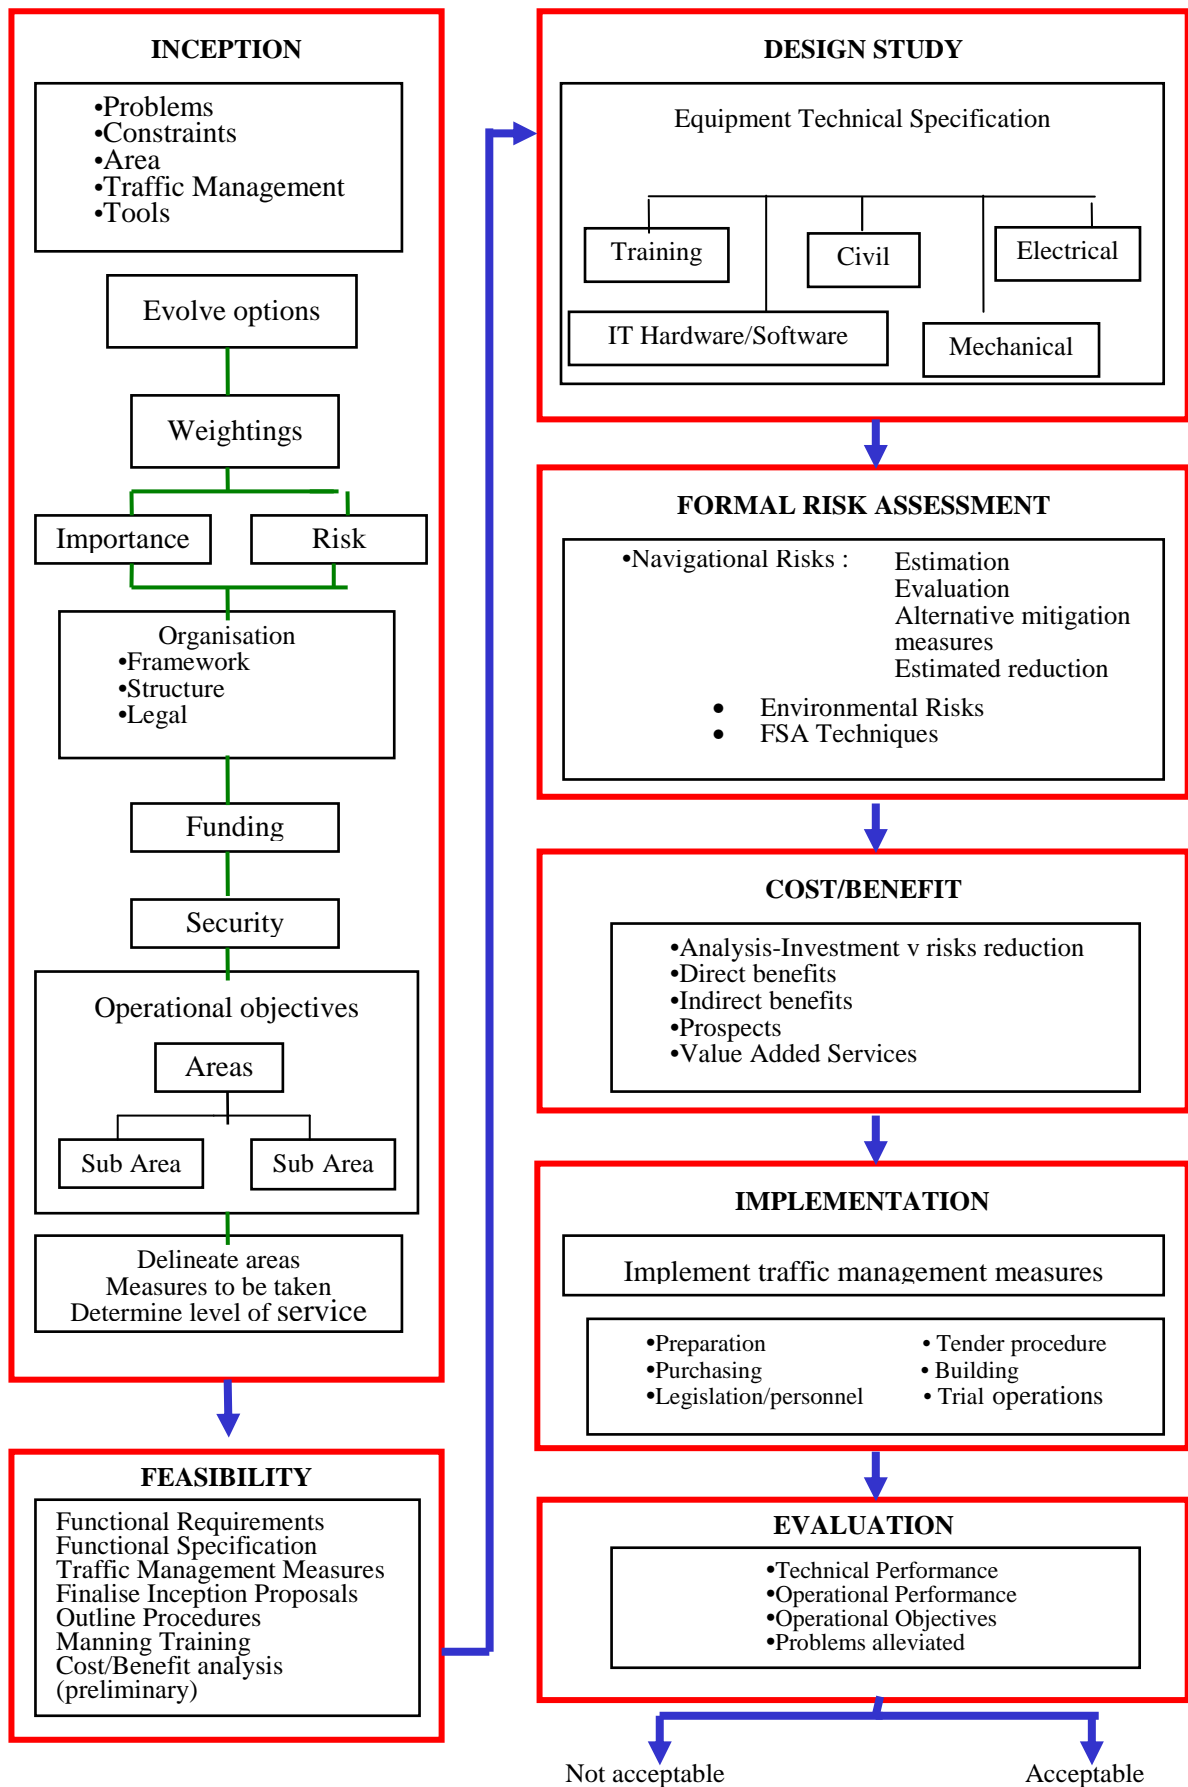 INCEPTION
•Problems
•Constraints
•Area
•Traffic Management
•Tools
Evolve options
Weightings
Importance
Risk
Organisation
•Framework
•Structure
•Legal
Funding
Security
Operational objectives
Areas
Sub Area
Sub Area
Delineate areas
Measures to be taken
Determine level of service
FEASIBILITY
Functional Requirements
Functional Specification
Traffic Management Measures
Finalise Inception Proposals
Outline Procedures
Manning Training
Cost/Benefit analysis
(preliminary)
DESIGN STUDY
Equipment Technical Specification
Training
Civil
Electrical
IT Hardware/Software
Mechanical
FORMAL RISK ASSESSMENT
•Navigational Risks :
Estimation
Evaluation
Alternative mitigation
measures
Estimated reduction
• Environmental Risks
• FSA Techniques
COST/BENEFIT
•Analysis-Investment v risks reduction
•Direct benefits
•Indirect benefits
•Prospects
•Value Added Services
IMPLEMENTATION
Implement traffic management measures
•Preparation
•Purchasing
•Legislation/personnel
• Tender procedure
• Building
• Trial operations
EVALUATION
•Technical Performance
•Operational Performance
•Operational Objectives
•Problems alleviated
Not acceptable
Acceptable